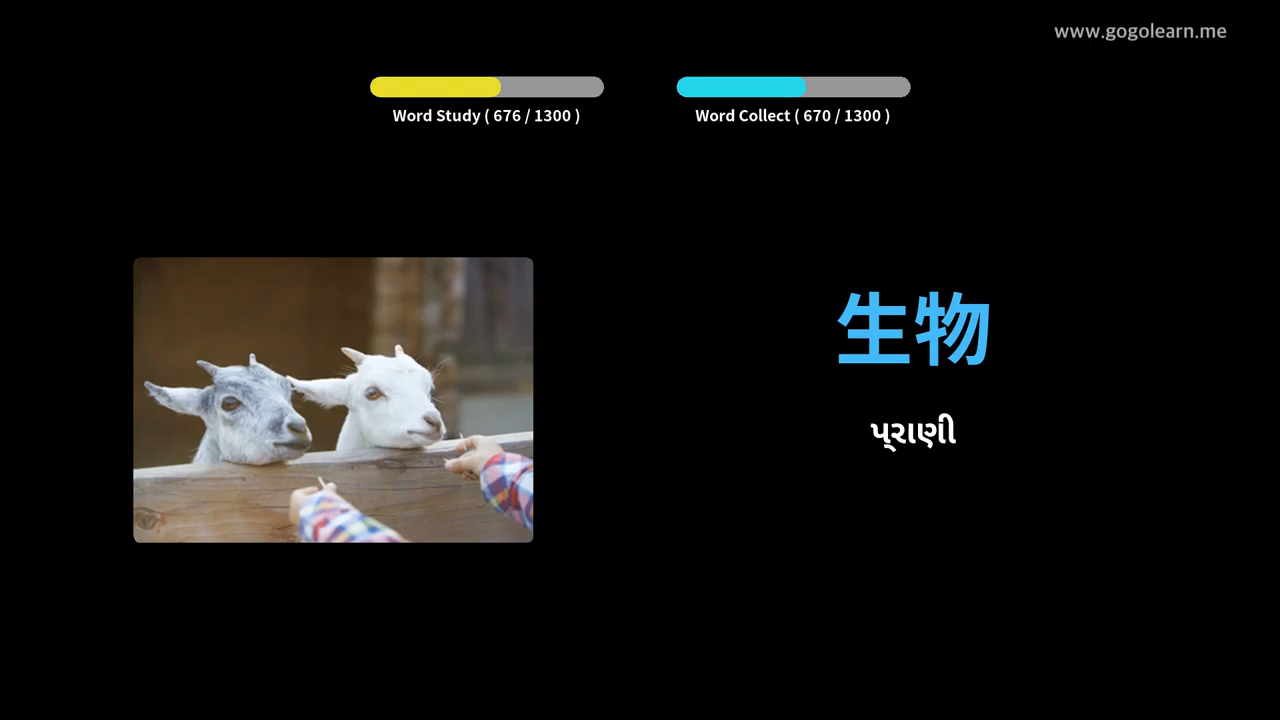 www.gogolearn.me
Word Study ( 676 / 1300 )
Word Collect ( 670 / 1300 )
生物
પ્રાણી